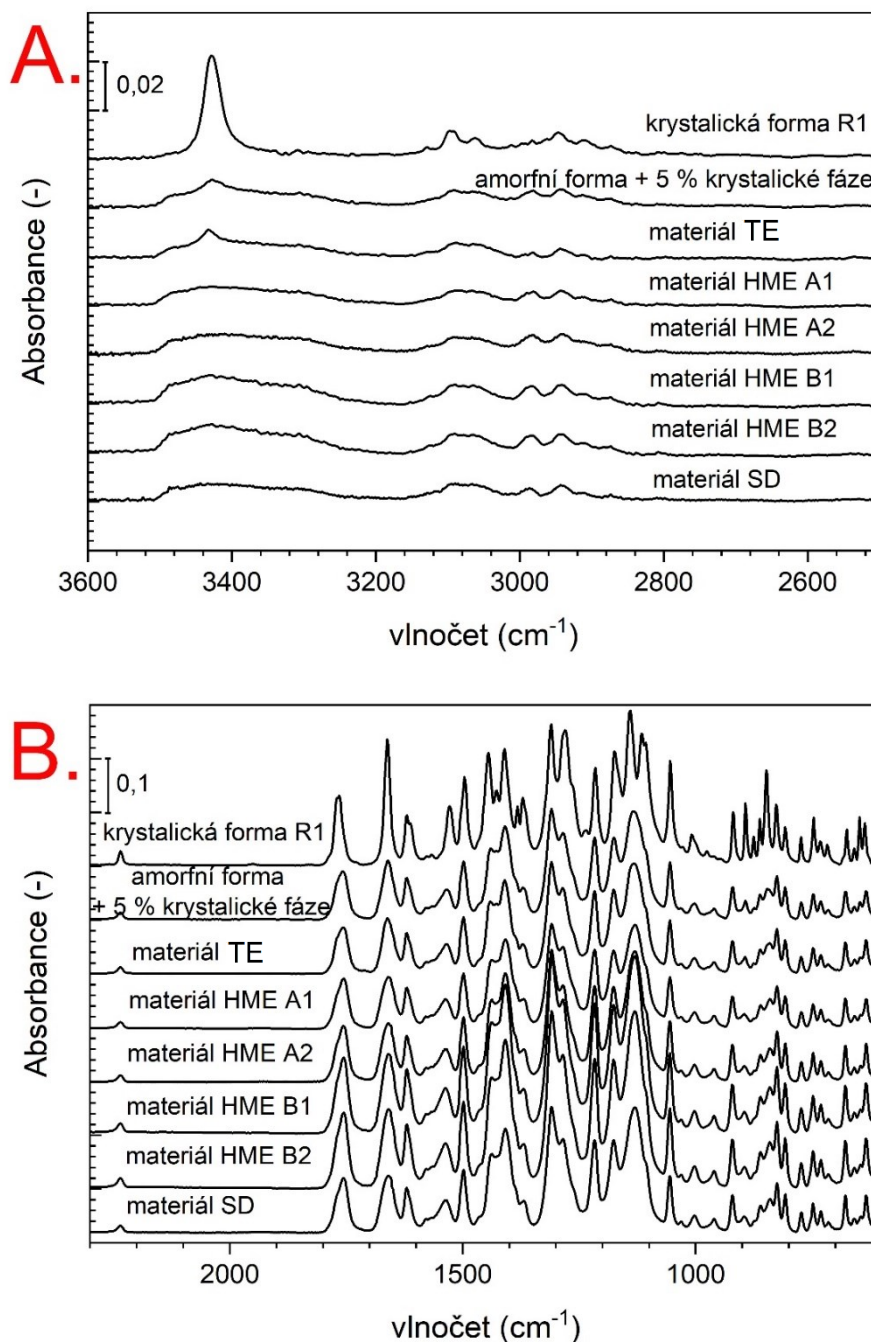 A.
0,02
krystalická forma R1
amorfní forma + 5 % krystalické fáze
materiál TE
materiál HME A1
materiál HME A2
materiál HME B1
materiál HME B2
materiál SD
Absorbance (-)
3600 3400 3200 3000 2800 2600
vlnočet (cm⁻¹)
B.
0,1
krystalická forma R1
amorfní forma
+ 5 % krystalické fáze
materiál TE
materiál HME A1
materiál HME A2
materiál HME B1
materiál HME B2
materiál SD
Absorbance (-)
2000 1500 1000
vlnočet (cm⁻¹)